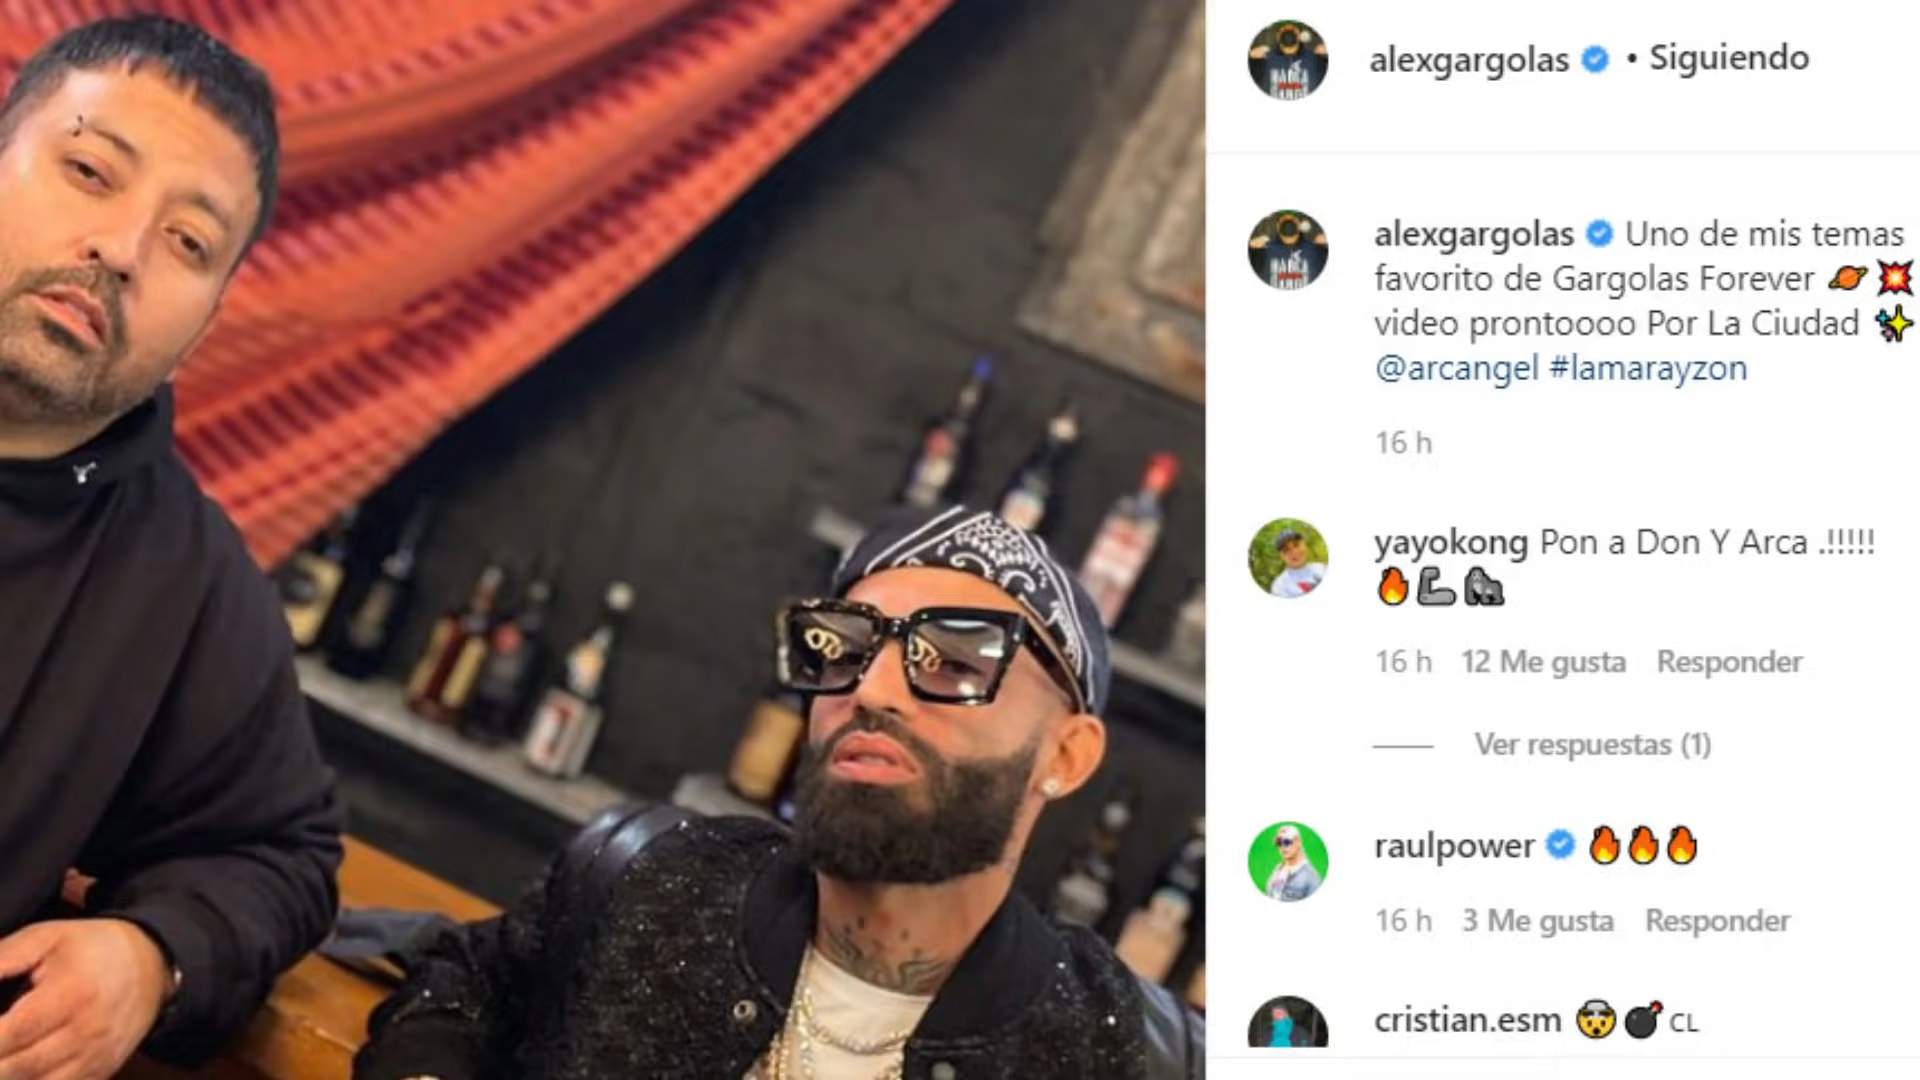 alexgargolas • Siguiendo
alexgargolas Uno de mis temas
favorito de Gargolas Forever 🪐 💥
video prontoooo Por La Ciudad ✨
@arcangel #lamarayzon
16 h
yayokong Pon a Don Y Arca .!!!!!
🔥💪🦍
16 h 12 Me gusta Responder
Ver respuestas (1)
raulpower 🔥🔥🔥
16 h 3 Me gusta Responder
cristian.esm 🤯💣 CL